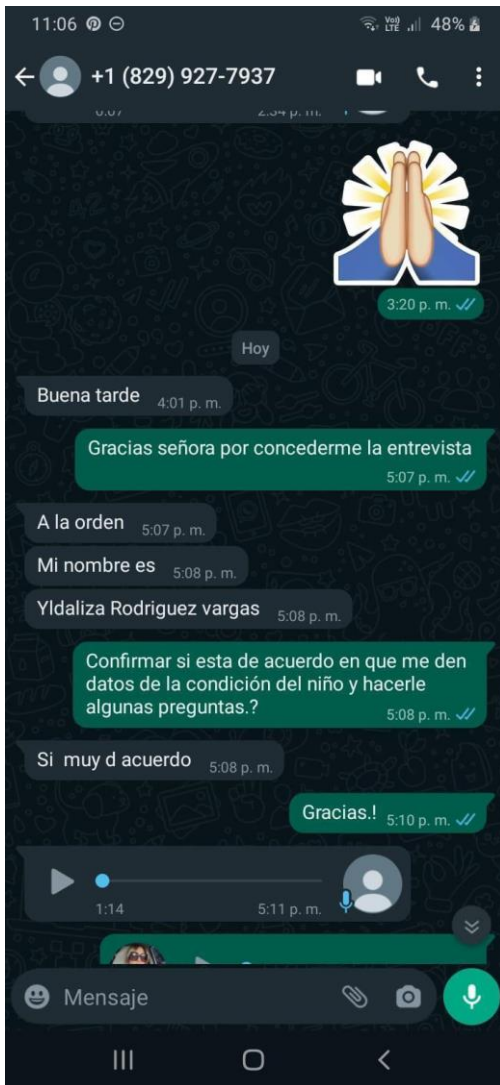 11:06
Vo)) LTE 48%
+1 (829) 927-7937
3:20 p. m.
Hoy
Buena tarde 4:01 p. m.
Gracias señora por concederme la entrevista
5:07 p. m.
A la orden 5:07 p. m.
Mi nombre es 5:08 p. m.
Yldaliza Rodriguez vargas 5:08 p. m.
Confirmar si esta de acuerdo en que me den
datos de la condición del niño y hacerle
algunas preguntas.?
5:08 p. m.
Si muy d acuerdo 5:08 p. m.
Gracias.! 5:10 p. m.
1:14 5:11 p. m.
Mensaje